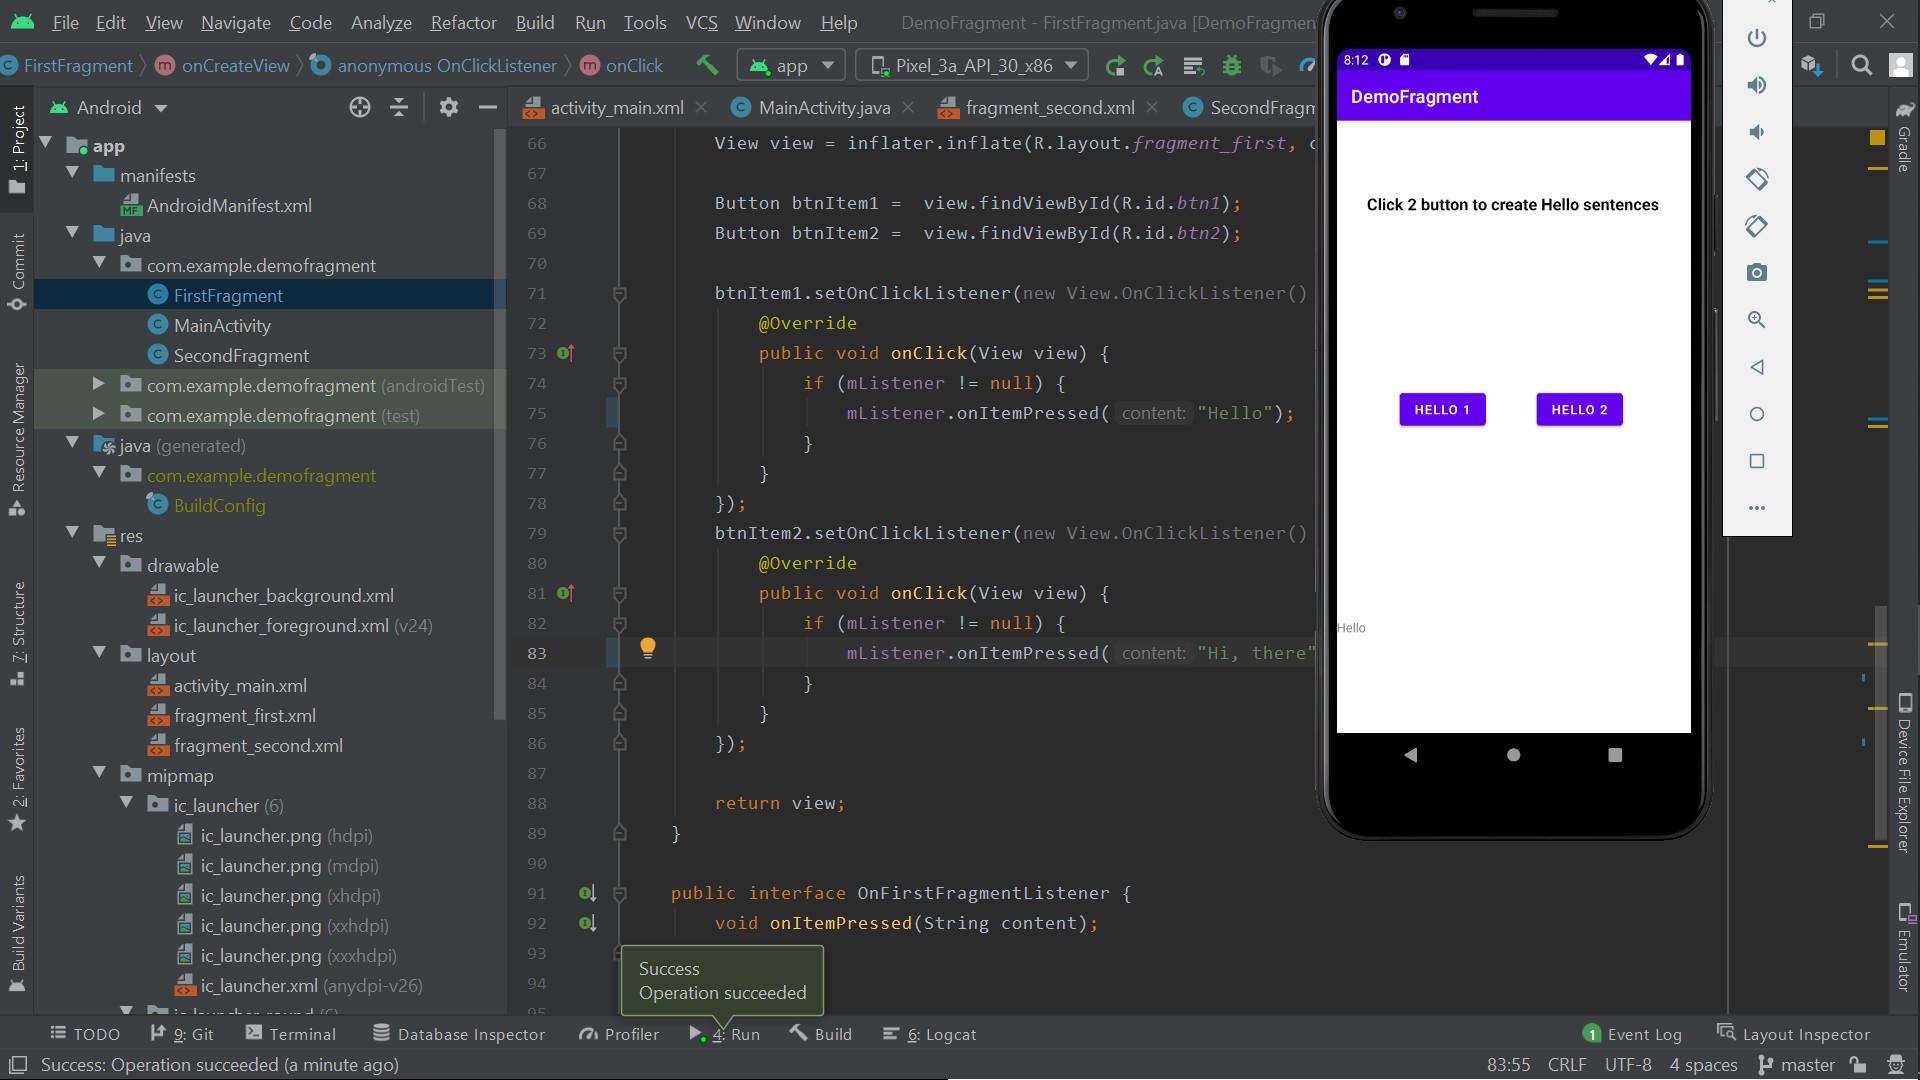 File Edit View Navigate Code Analyze Refactor Build Run Tools VCS Window Help DemoFragment - FirstFragment.java [DemoFragmen
FirstFragment onCreateView anonymous OnClickListener onClick app Pixel_3a_API_30_x86
Android
activity_main.xml MainActivity.java fragment_second.xml SecondFragm
1: Project
Commit
Resource Manager
7: Structure
2: Favorites
Build Variants
app
manifests
AndroidManifest.xml
java
com.example.demofragment
FirstFragment
MainActivity
SecondFragment
com.example.demofragment (androidTest)
com.example.demofragment (test)
java (generated)
com.example.demofragment
BuildConfig
res
drawable
ic_launcher_background.xml
ic_launcher_foreground.xml (v24)
layout
activity_main.xml
fragment_first.xml
fragment_second.xml
mipmap
ic_launcher (6)
ic_launcher.png (hdpi)
ic_launcher.png (mdpi)
ic_launcher.png (xhdpi)
ic_launcher.png (xxhdpi)
ic_launcher.png (xxxhdpi)
ic_launcher.xml (anydpi-v26)
66 View view = inflater.inflate(R.layout.fragment_first, c
67
68 Button btnItem1 = view.findViewById(R.id.btn1);
69 Button btnItem2 = view.findViewById(R.id.btn2);
70
71 btnItem1.setOnClickListener(new View.OnClickListener()
72 @Override
73 public void onClick(View view) {
74 if (mListener != null) {
75 mListener.onItemPressed( content: "Hello");
76 }
77 }
78 });
79 btnItem2.setOnClickListener(new View.OnClickListener()
80 @Override
81 public void onClick(View view) {
82 if (mListener != null) {
83 mListener.onItemPressed( content: "Hi, there"
84 }
85 }
86 });
87
88 return view;
89 }
90
91 public interface OnFirstFragmentListener {
92 void onItemPressed(String content);
93
94
Success
Operation succeeded
8:12
DemoFragment
Click 2 button to create Hello sentences
HELLO 1 HELLO 2
Hello
Gradle
Device File Explorer
Emulator
TODO 9: Git Terminal Database Inspector Profiler 4: Run Build 6: Logcat 1 Event Log Layout Inspector
Success: Operation succeeded (a minute ago) 83:55 CRLF UTF-8 4 spaces master